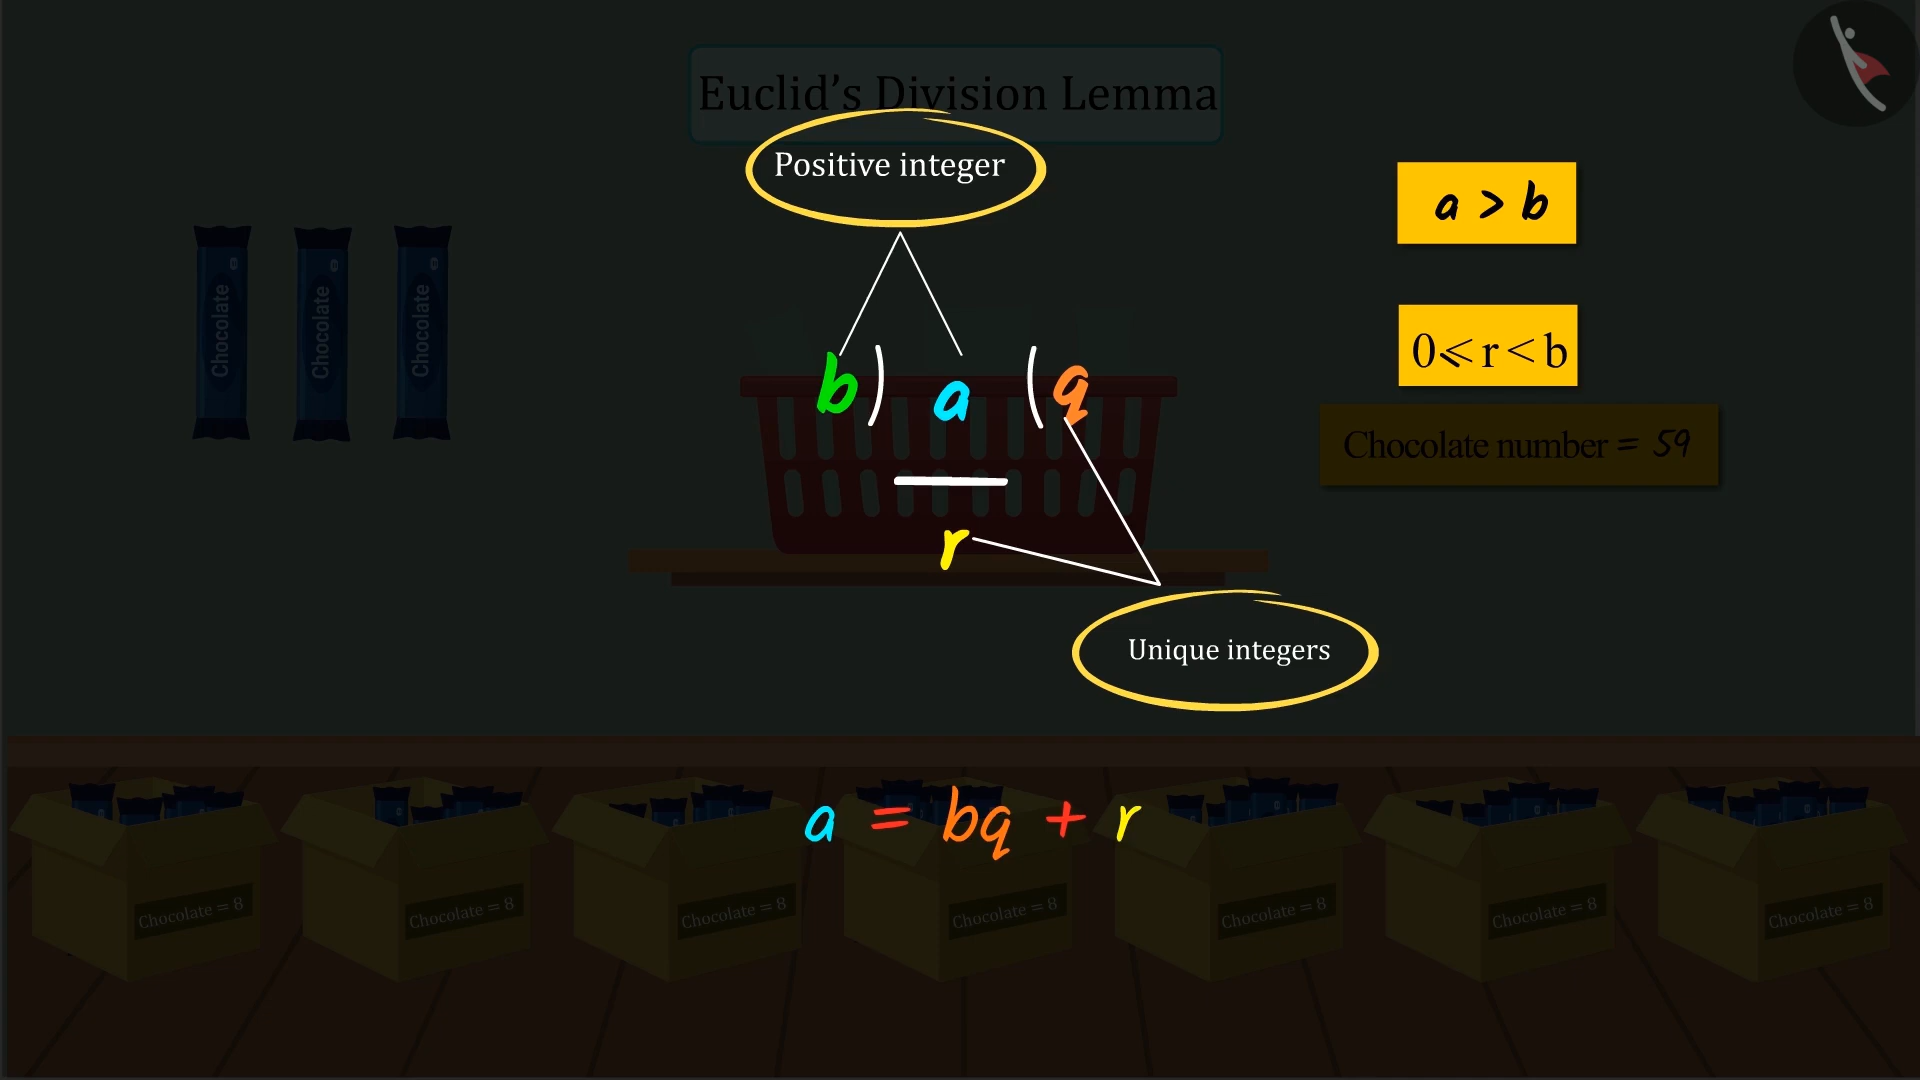 Euclid’s Division Lemma
Positive integer
a > b
0 ⩽ r < b
Chocolate
Chocolate
Chocolate
b ) a ( q
r
Chocolate number = 59
Unique integers
a = bq + r
Chocolate = 8
Chocolate = 8
Chocolate = 8
Chocolate = 8
Chocolate = 8
Chocolate = 8
Chocolate = 8